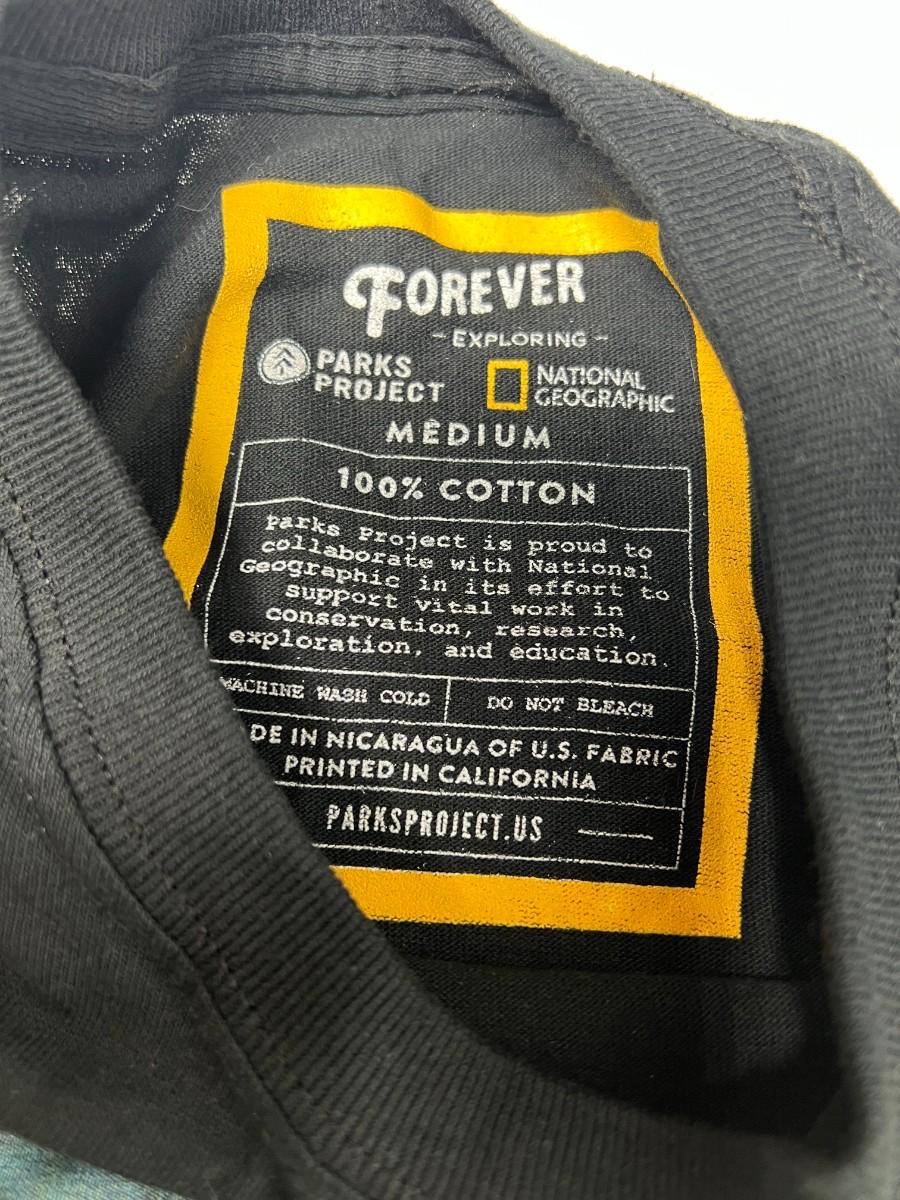 FOREVER
- EXPLORING -
PARKS PROJECT
NATIONAL GEOGRAPHIC
MEDIUM
100% COTTON
Parks Project is proud to
collaborate with National
Geographic in its effort to
support vital work in
conservation, research,
exploration, and education.
MACHINE WASH COLD
DO NOT BLEACH
DE IN NICARAGUA OF U.S. FABRIC
PRINTED IN CALIFORNIA
PARKSPROJECT.US